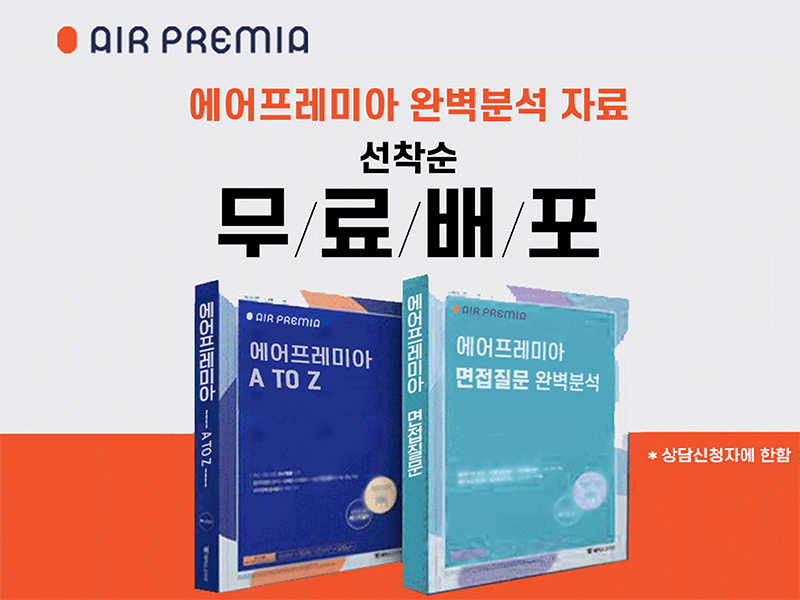 AIR PREMIA
에어프레미아 완벽분석 자료
선착순
무/료/배/포
에어프레미아 A TO Z
AIR PREMIA
에어프레미아
A TO Z
에어프레미아 면접질문
AIR PREMIA
에어프레미아
면접질문 완벽분석
* 상담신청자에 한함